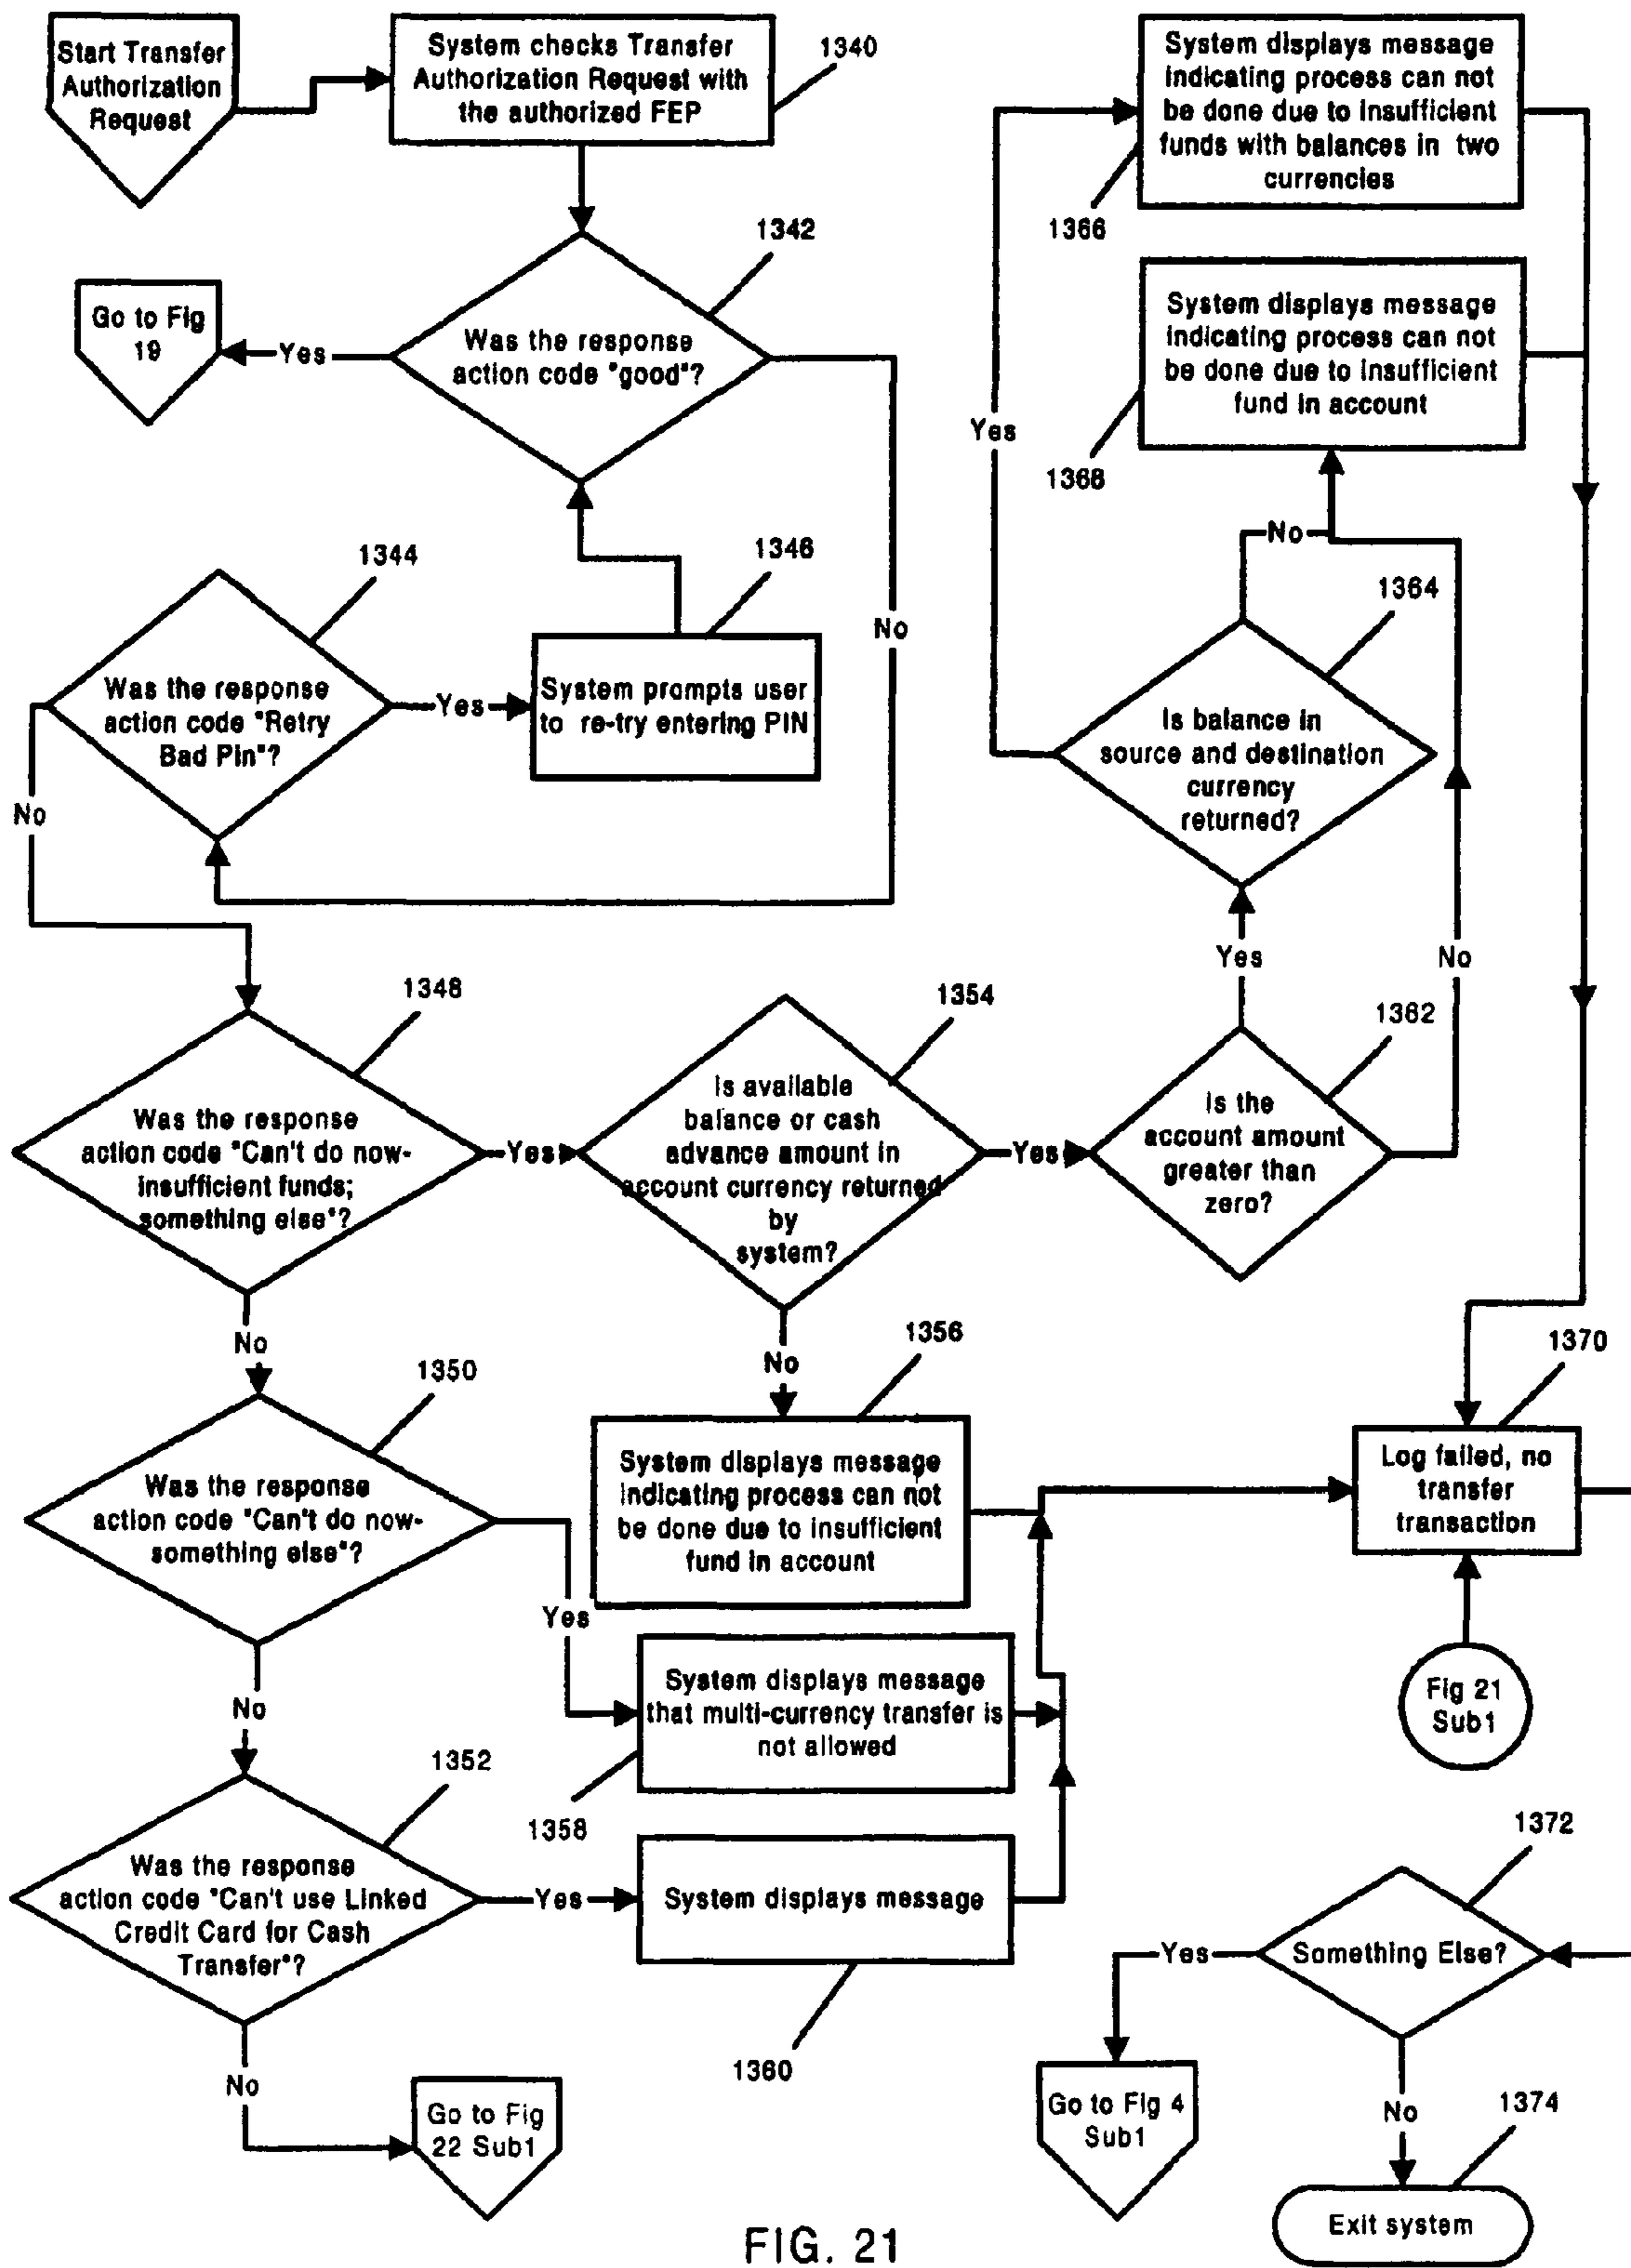 Start Transfer
Authorization
Request
System checks Transfer
Authorization Request with
the authorized FEP
1340
System displays message
indicating process can not
be done due to insufficient
funds with balances in two
currencies
1366
1342
Go to Fig
19
Yes
Was the response
action code "good"?
System displays message
indicating process can not
be done due to insufficient
fund in account
1368
Yes
No
1344
1346
1364
No
Was the response
action code "Retry
Bad Pin"?
Yes
System prompts user
to re-try entering PIN
Is balance in
source and destination
currency
returned?
No
Yes
No
1348
1354
1362
Was the response
action code "Can't do now-
insufficient funds;
something else"?
Yes
Is available
balance or cash
advance amount in
account currency returned
by
system?
Yes
Is the
account amount
greater than
zero?
No
No
1350
1356
1370
Was the response
action code "Can't do now-
something else"?
Yes
System displays message
indicating process can not
be done due to insufficient
fund in account
Log failed, no
transfer
transaction
System displays message
that multi-currency transfer is
not allowed
1358
Fig 21
Sub1
No
1352
Was the response
action code "Can't use Linked
Credit Card for Cash
Transfer"?
Yes
System displays message
1360
1372
Something Else?
Yes
No
Go to Fig
22 Sub1
Go to Fig 4
Sub1
No
1374
Exit system
FIG. 21